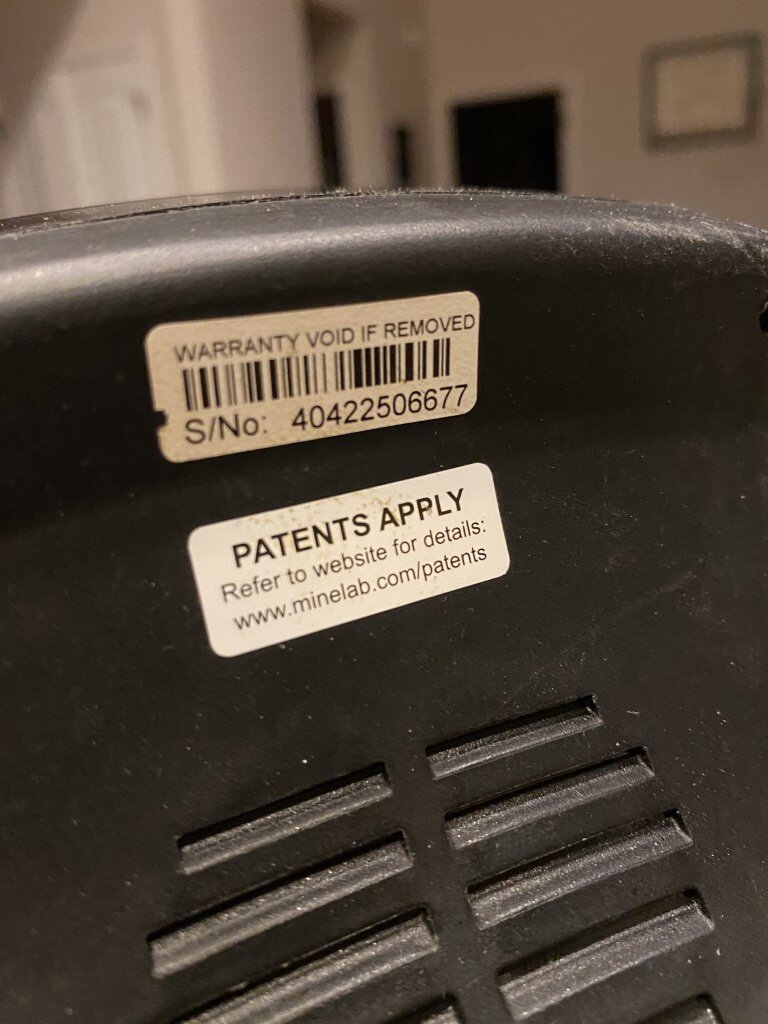 WARRANTY VOID IF REMOVED
S/No: 40422506677
PATENTS APPLY
Refer to website for details:
www.minelab.com/patents